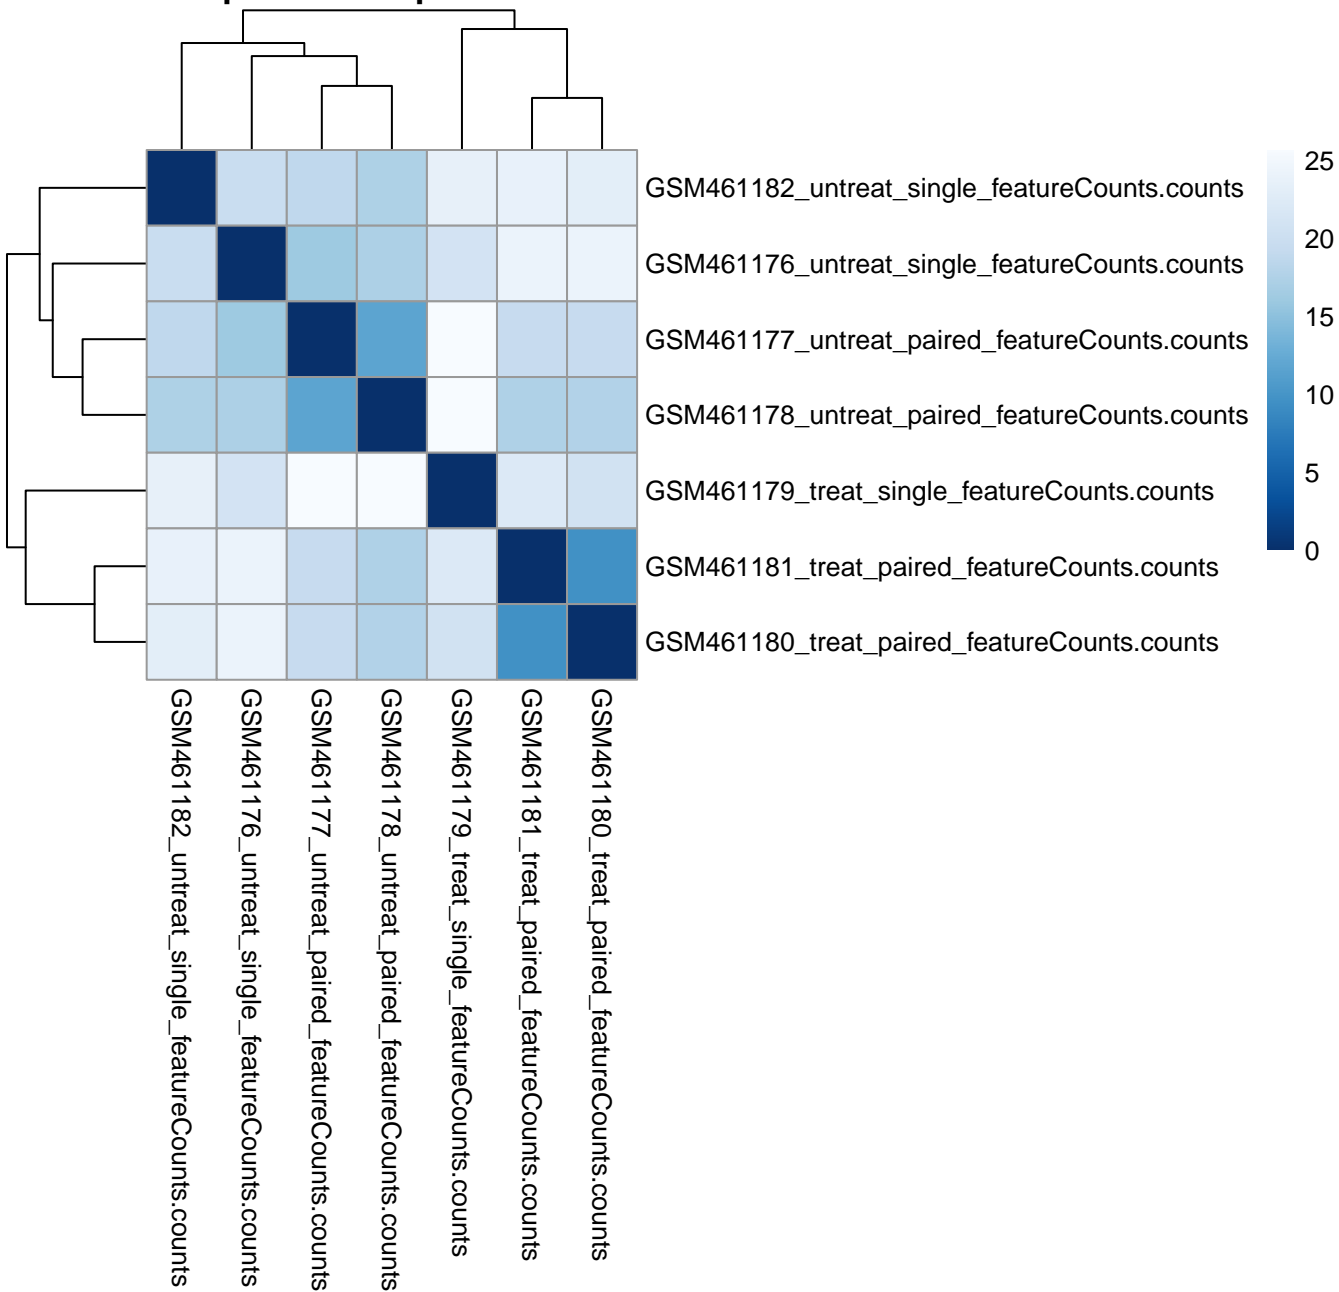 25
GSM461182_untreat_single_featureCounts.counts
20
GSM461176_untreat_single_featureCounts.counts
15
GSM461177_untreat_paired_featureCounts.counts
10
GSM461178_untreat_paired_featureCounts.counts
5
GSM461179_treat_single_featureCounts.counts
0
GSM461181_treat_paired_featureCounts.counts
GSM461180_treat_paired_featureCounts.counts
GSM461182_untreat_single_featureCounts.counts
GSM461176_untreat_single_featureCounts.counts
GSM461177_untreat_paired_featureCounts.counts
GSM461178_untreat_paired_featureCounts.counts
GSM461179_treat_single_featureCounts.counts
GSM461181_treat_paired_featureCounts.counts
GSM461180_treat_paired_featureCounts.counts